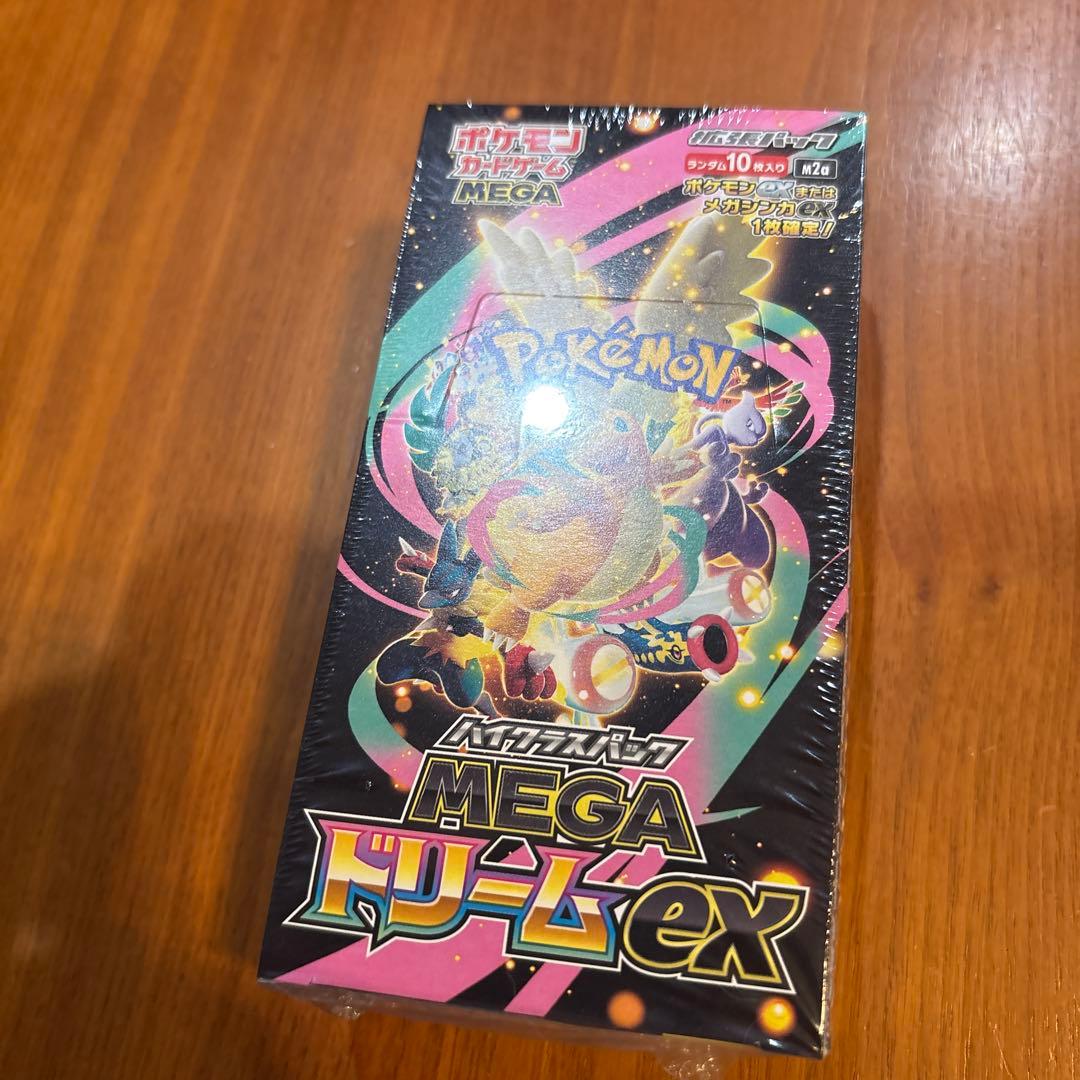 ポケモン
カードゲーム
MEGA
拡張パック
ランダム10枚入り M2a
ポケモンexまたは
メガシンカex
1枚確定!
POKéMON
TM
ハイクラスパック
MEGA
ドリームex